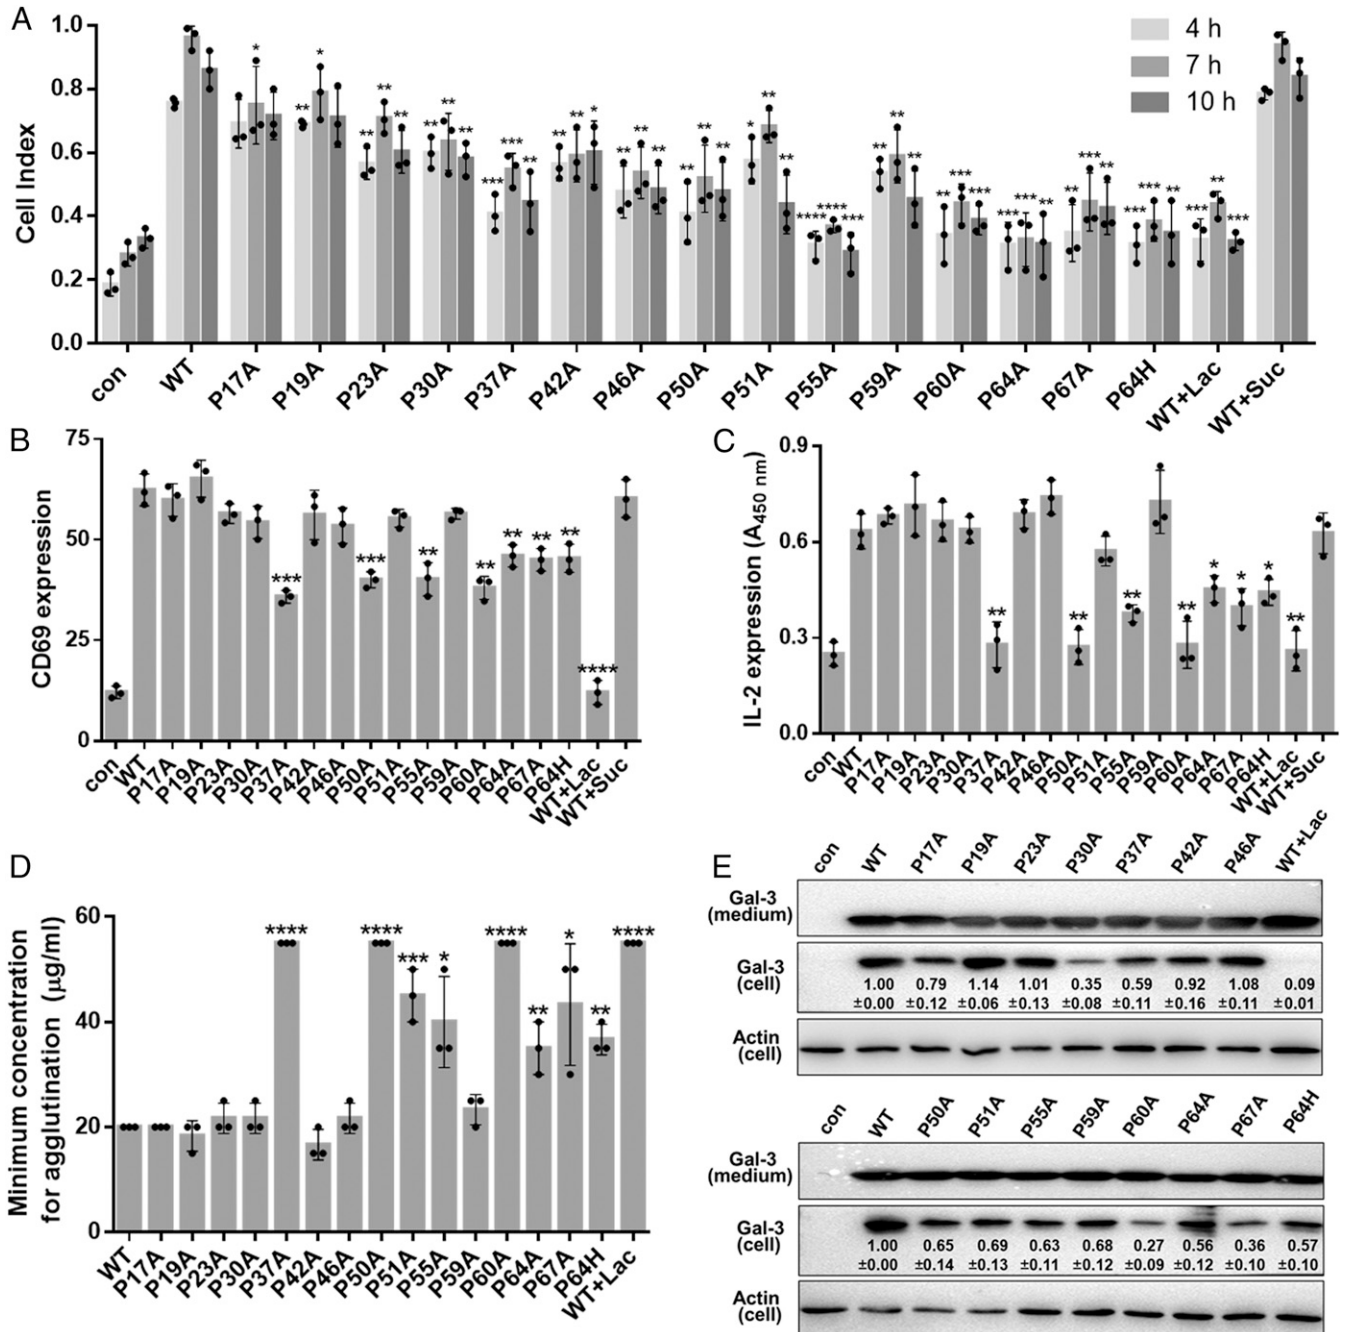 A
1.0
0.8
0.6
0.4
0.2
0.0
Cell Index
4 h
7 h
10 h
* * ** ** ** ** ** ** *** *** ** ** ** * ** ** ** ** ** ** ** * ** ** **** **** *** ** ** ** ** *** *** *** *** ** ** *** ** *** *** ** *** ** ***
con WT P17A P19A P23A P30A P37A P42A P46A P50A P51A P55A P59A P60A P64A P67A P64H WT+Lac WT+Suc
B
75
50
25
0
CD69 expression
*** *** ** ** ** ** ** ****
con WT P17A P19A P23A P30A P37A P42A P46A P50A P51A P55A P59A P60A P64A P67A P64H WT+Lac WT+Suc
C
0.9
0.6
0.3
0.0
IL-2 expression (A450 nm)
** ** ** ** * * * **
con WT P17A P19A P23A P30A P37A P42A P46A P50A P51A P55A P59A P60A P64A P67A P64H WT+Lac WT+Suc
D
60
40
20
0
Minimum concentration
for agglutination (μg/ml)
**** **** *** * **** ** * ** ****
WT P17A P19A P23A P30A P37A P42A P46A P50A P51A P55A P59A P60A P64A P67A P64H WT+Lac
E
con WT P17A P19A P23A P30A P37A P42A P46A WT+Lac
Gal-3
(medium)
Gal-3
(cell)
1.00 0.79 1.14 1.01 0.35 0.59 0.92 1.08 0.09
±0.00 ±0.12 ±0.06 ±0.13 ±0.08 ±0.11 ±0.16 ±0.11 ±0.01
Actin
(cell)
con WT P50A P51A P55A P59A P60A P64A P67A P64H
Gal-3
(medium)
Gal-3
(cell)
1.00 0.65 0.69 0.63 0.68 0.27 0.56 0.36 0.57
±0.00 ±0.14 ±0.13 ±0.11 ±0.12 ±0.09 ±0.12 ±0.10 ±0.10
Actin
(cell)